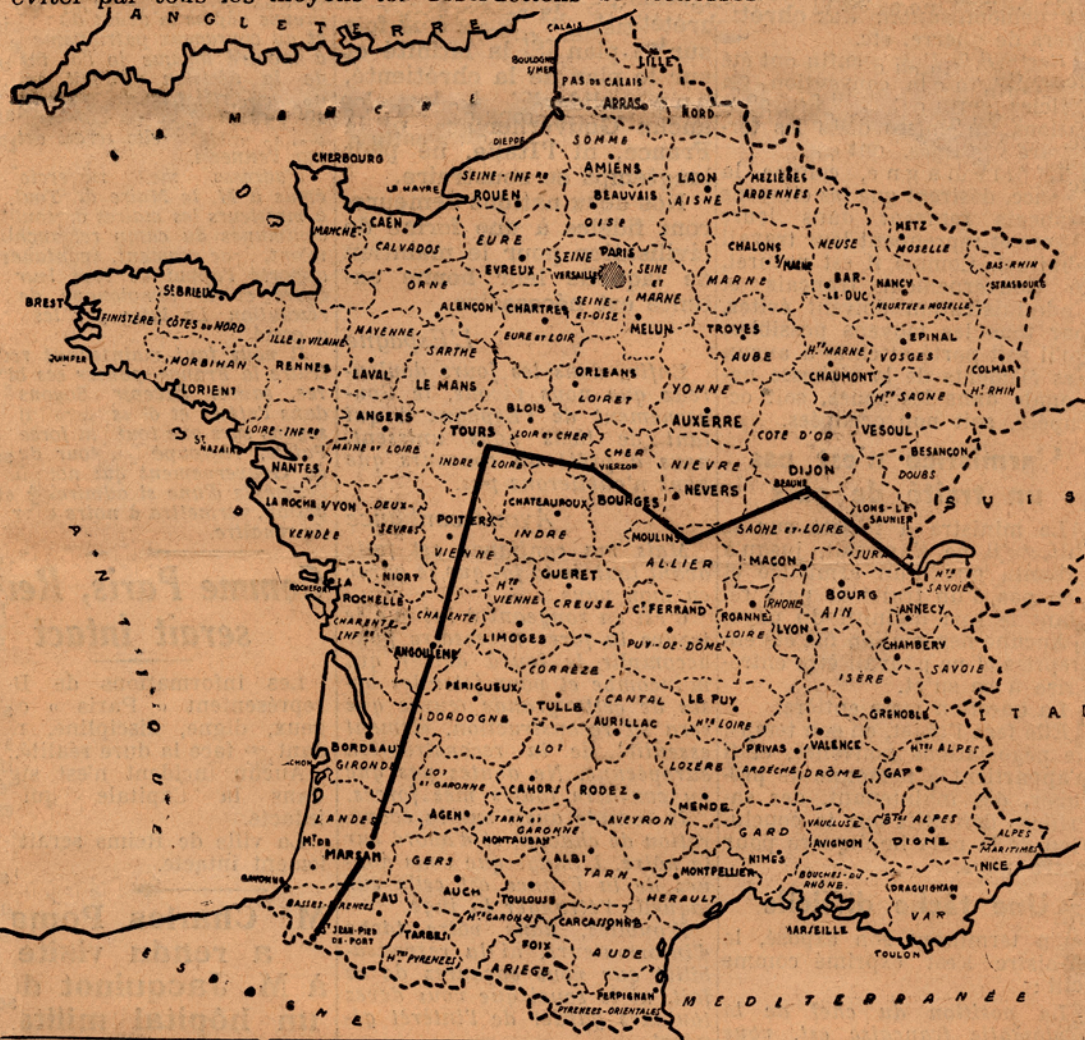 éviter par tous les moyens les
ANGLETERRE
CALAIS
BOULOGNE
S/MER
LILLE
PAS DE CALAIS
ARRAS
NORD
MANCHE
DIEPPE
SOMME
AMIENS
CHERBOURG
SEINE-INFRE
LE HAVRE
ROUEN
BEAUVAIS
OISE
LAON
AISNE
MEZIÈRES
ARDENNES
MANCHE
CAEN
CALVADOS
EURE
EVREUX
SEINE
PARIS
VERSAILLES
SEINE
ET
MARNE
SEINE-
ET-OISE
CHALONS
S/MARNE
MARNE
MEUSE
BAR-
LE-DUC
METZ
MOSELLE
NANCY
MEURTHE & MOSELLE
BAS-RHIN
STRASBOURG
ORNE
ALENÇON
CHARTRES
EURE ET LOIR
MELUN
TROYES
AUBE
HTE MARNE
CHAUMONT
EPINAL
VOSGES
COLMAR
HT RHIN
BREST
FINISTÈRE
ST BRIEUC
CÔTES DU NORD
MORBIHAN
LORIENT
ILLE ET VILAINE
RENNES
MAYENNE
LAVAL
SARTHE
LE MANS
ORLEANS
LOIRET
YONNE
AUXERRE
HTE SAONE
VESOUL
ANGERS
BLOIS
LOIR ET CHER
COTE D'OR
BESANÇON
DOUBS
LOIRE-INFRE
MAINE ET LOIRE
TOURS
INDRE
LOIRE
CHER
VIERZON
NIEVRE
NEVERS
DIJON
BEAUNE
ST
NAZAIRE
NANTES
LA ROCHE S/YON
VENDÉE
DEUX-
SEVRES
POITIERS
VIENNE
CHATEAUROUX
INDRE
BOURGES
MOULINS
ALLIER
SAONE ET-LOIRE
MACON
LONS-LE
SAUNIER
JURA
SUIS
HTE
SAVOIE
NIORT
LA
ROCHELLE
ROCHEFORT
CHARENTE
INFRE
CHARENTE
ANGOULÊME
HTE
VIENNE
LIMOGES
GUERET
CREUSE
CT FERRAND
PUY-DE-DÔME
ROANNE
LOIRE
RHONE
LYON
BOURG
AIN
ANNECY
CHAMBERY
SAVOIE
ISÈRE
GRENOBLE
PÉRIGUEUX
DORDOGNE
CORRÈZE
TULLE
CANTAL
AURILLAC
LE PUY
HTE LOIRE
PRIVAS
ARDÉCHE
VALENCE
DRÔME
HTES ALPES
GAP
ITA
BORDEAUX
GIRONDE
LOT
ET GARONNE
AGEN
LOT
CAHORS
RODEZ
AVEYRON
LOZÉRE
MENDE
LANDES
MT DE
MARSAN
TARN ET
GARONNE
MONTAUBAN
ALBI
TARN
GARD
NIMES
VAUCLUSE
AVIGNON
BSES ALPES
DIGNE
ALPES
MARITIMES
NICE
BAYONNE
BASSES-PYRENEES
PAU
ST JEAN-PIED
DE-PORT
GERS
AUCH
TARBES
HTES PYRENEES
TOULOUSE
HTE GARONNE
MONTPELLIER
HERAULT
BOUCHES-DU
RHÔNE
MARSEILLE
DRAGUIGNAN
VAR
TOULON
CARCASSONNE
AUDE
FOIX
ARIEGE
PERPIGNAN
PYRENEES-ORIENTALES
MÉDITERRANÉE
ESPAGNE